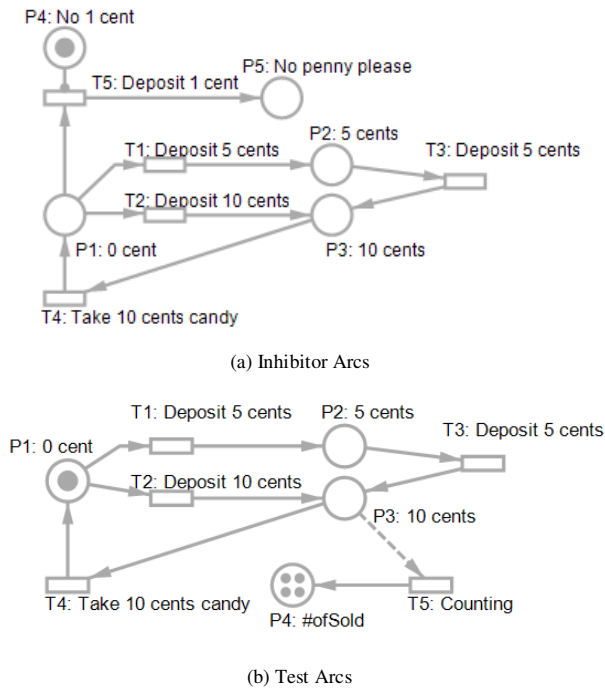 P4: No 1 cent
T5: Deposit 1 cent
P5: No penny please
T1: Deposit 5 cents
P2: 5 cents
T3: Deposit 5 cents
T2: Deposit 10 cents
P1: 0 cent
P3: 10 cents
T4: Take 10 cents candy
(a) Inhibitor Arcs
T1: Deposit 5 cents
P2: 5 cents
P1: 0 cent
T3: Deposit 5 cents
T2: Deposit 10 cents
P3: 10 cents
T4: Take 10 cents candy
T5: Counting
P4: #ofSold
(b) Test Arcs